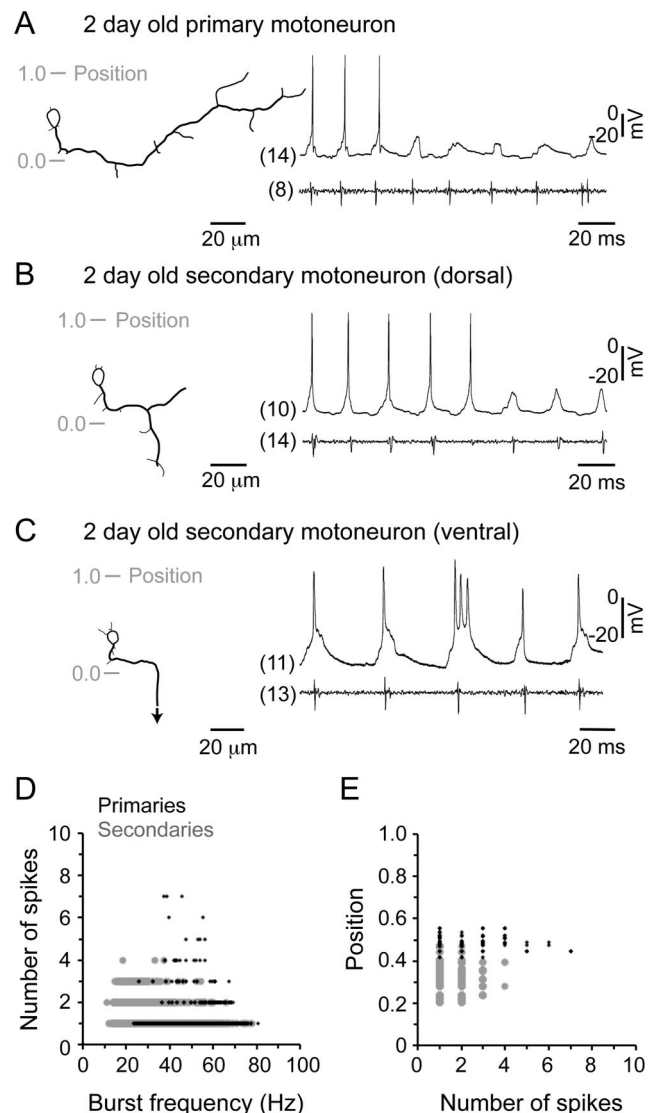 A 2 day old primary motoneuron
1.0 Position
0.0
(14)
(8)
0
-20
mV
20 μm
20 ms
B 2 day old secondary motoneuron (dorsal)
1.0 Position
0.0
(10)
(14)
0
-20
mV
20 μm
20 ms
C 2 day old secondary motoneuron (ventral)
1.0 Position
0.0
(11)
(13)
0
-20
mV
20 μm
20 ms
D
Primaries
Secondaries
Number of spikes
10
8
6
4
2
0
0 20 40 60 80 100
Burst frequency (Hz)
E
Position
1.0
0.8
0.6
0.4
0.2
0
0 2 4 6 8 10
Number of spikes